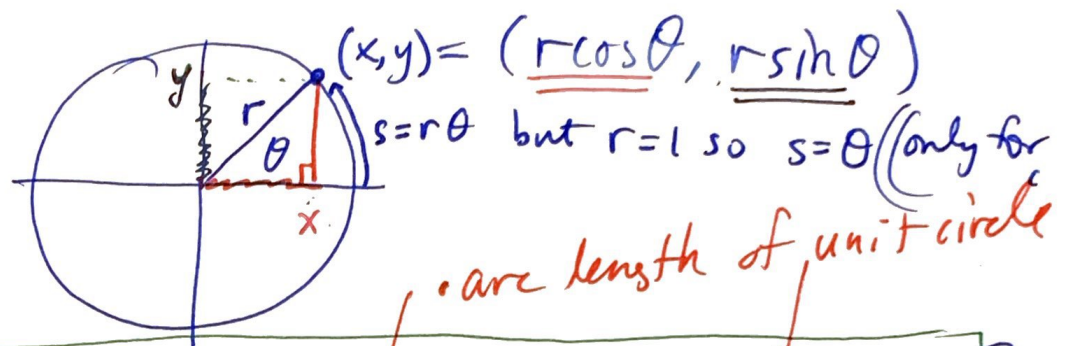 (x,y) = (rcosθ, rsinθ)
y
r
θ
s=rθ but r=1 so s=θ (only for
x
arc length of unit circle